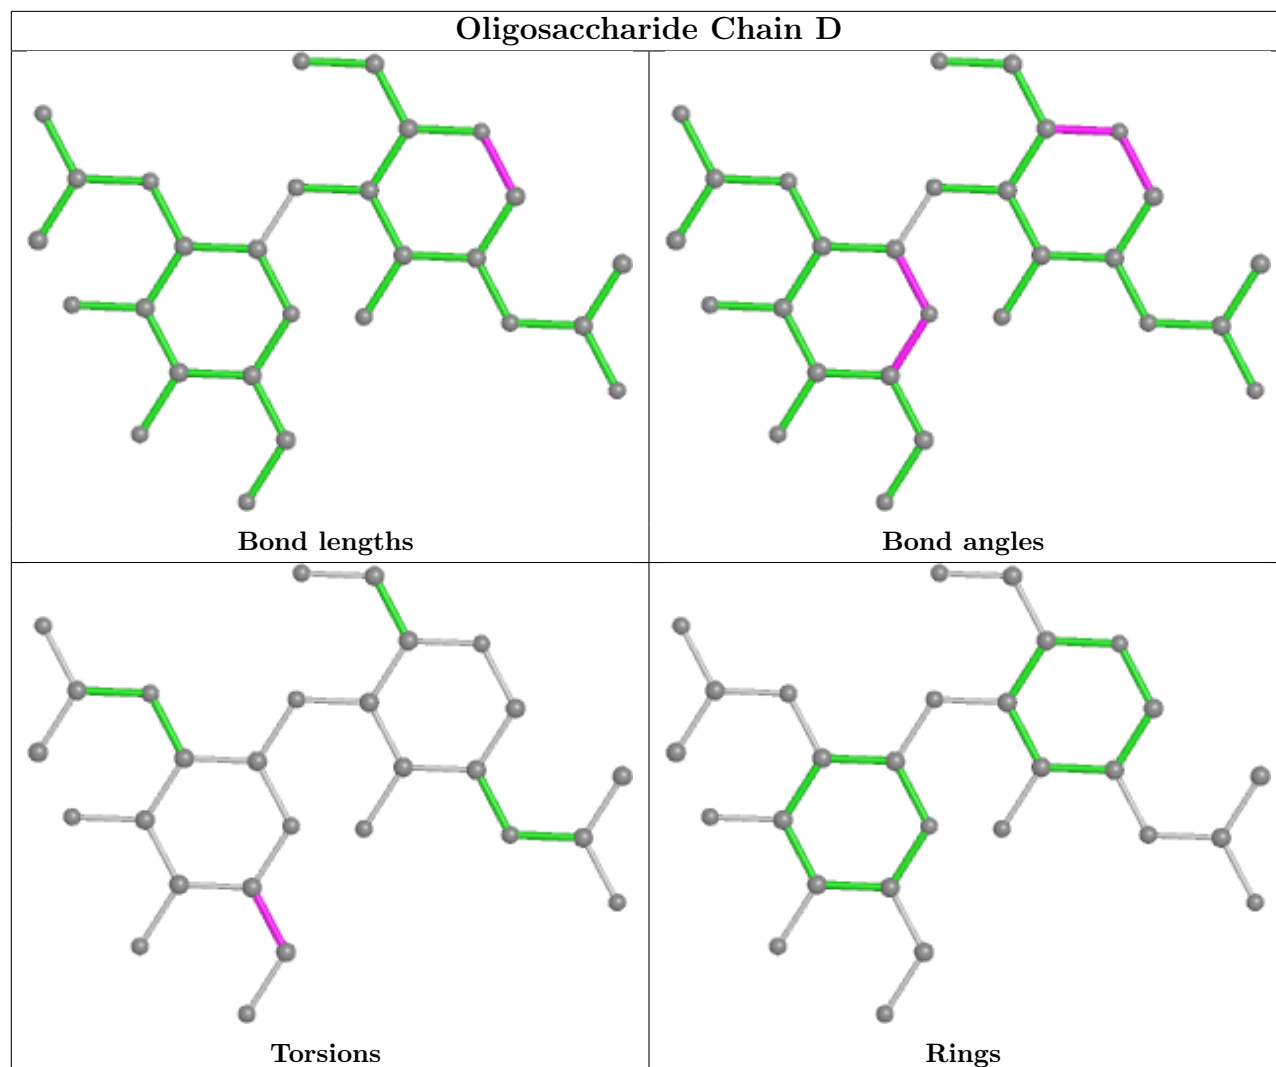 Oligosaccharide Chain D
Bond lengths
Bond angles
Torsions
Rings